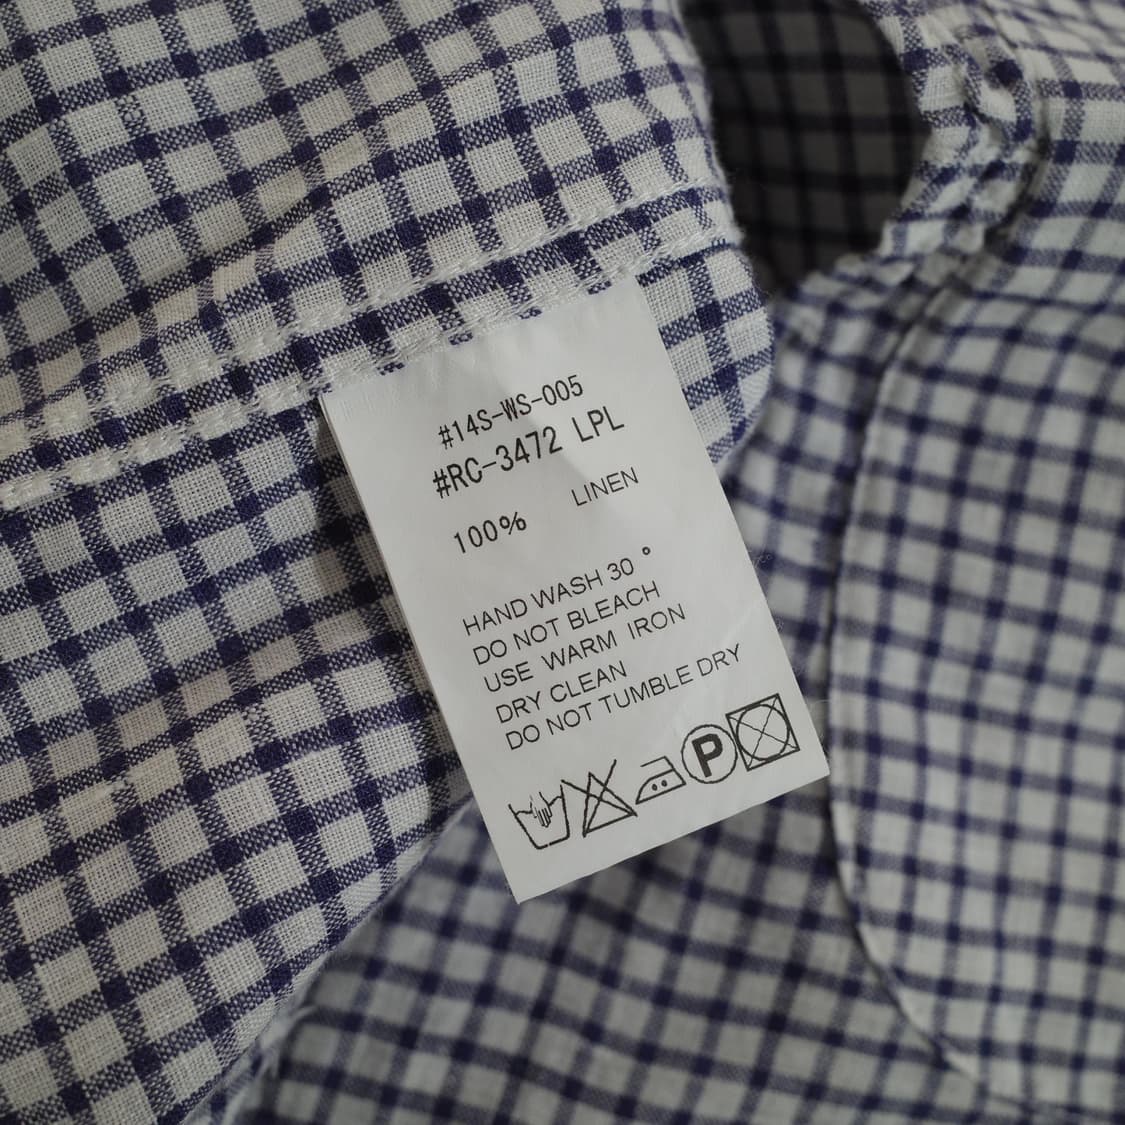 #14S-WS-005
#RC-3472 LPL
100% LINEN
HAND WASH 30°
DO NOT BLEACH
USE WARM IRON
DRY CLEAN
DO NOT TUMBLE DRY
P